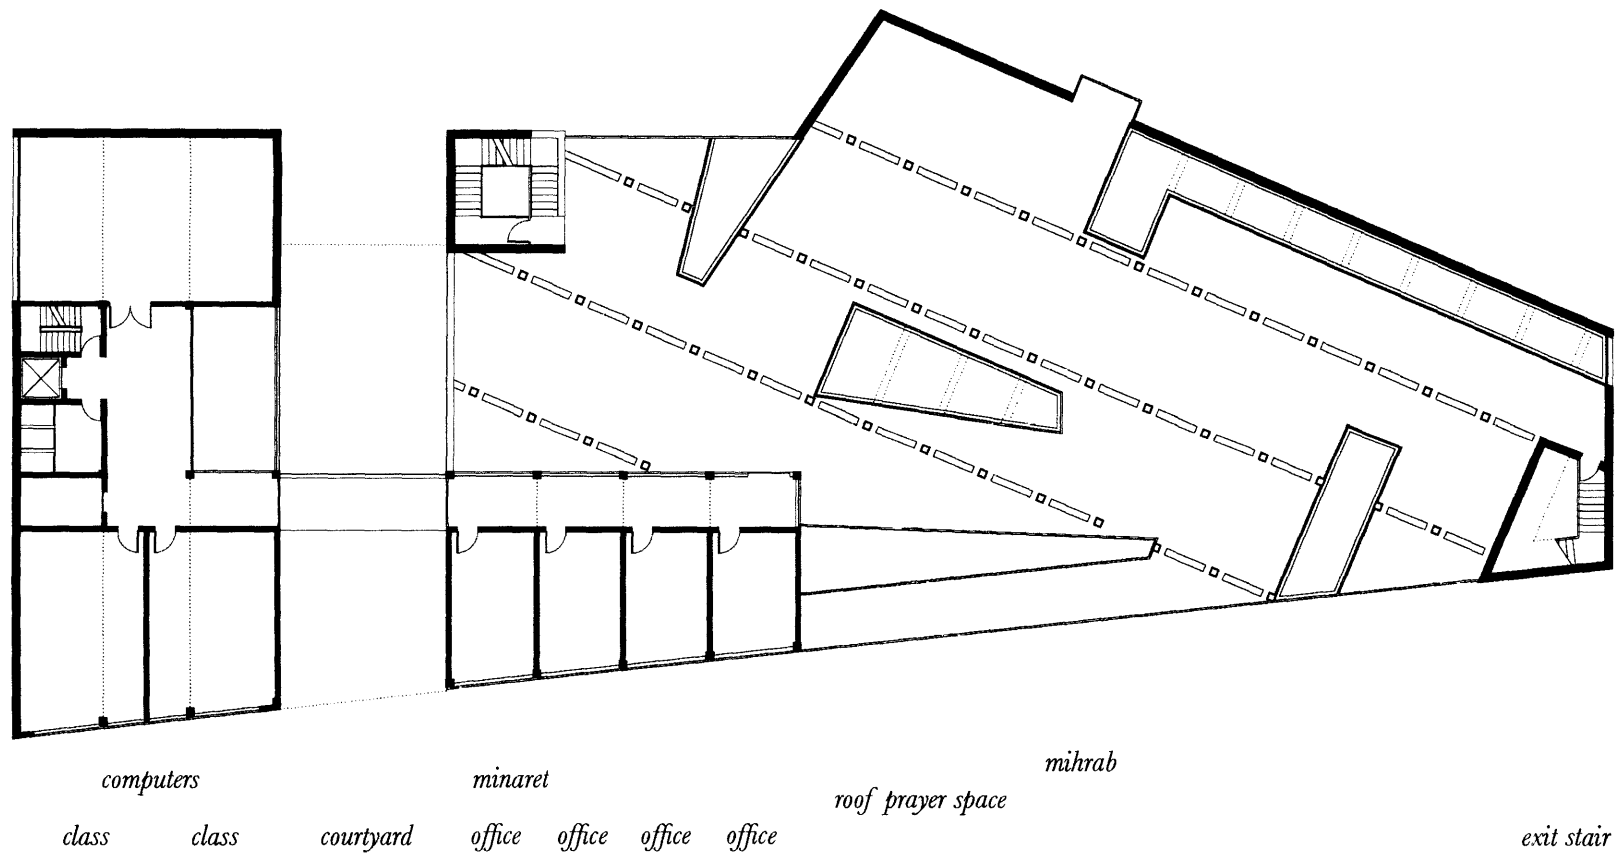 computers minaret mihrab
roof prayer space
class class courtyard office office office office exit stair